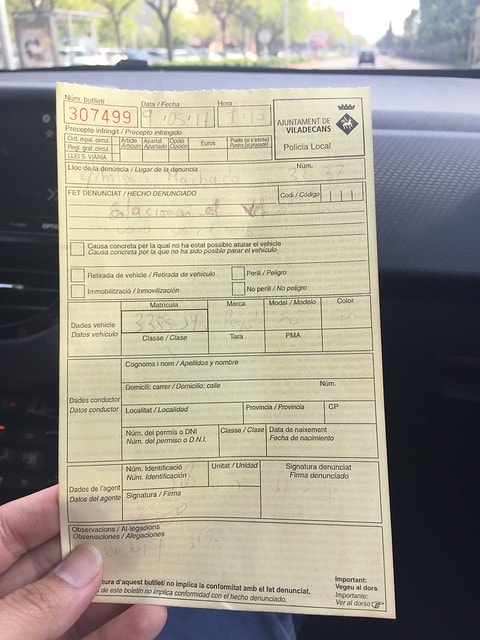 Núm. butlletí Data / Fecha Hora
307499
AJUNTAMENT DE
VILADECANS
Policia Local
Precepte infringit / Precepto infringido
Ord. mpal. circul.
Regl. gral. circul.
LLEI S. VIÀRIA
Article
Artículo
Apartat
Apartado
Opció
Opción
Euros
Punts (si s'escau)
Puntos (si procede)
Lloc de la denúncia / Lugar de la denuncia Núm.
FET DENUNCIAT / HECHO DENUNCIADO Codi / Código
Estacionar el
Causa concreta per la qual no ha estat possible aturar el vehicle
Causa concreta por la que no ha sido posible parar el vehículo
Retirada de vehicle / Retirada de vehículo Perill / Peligro
Immobilització / Inmovilización No perill / No peligro
Dades vehicle
Datos vehículo
Matrícula Marca Model / Modelo Color
Classe / Clase Tara PMA
Dades conductor
Datos conductor
Cognoms i nom / Apellidos y nombre
Domicili: carrer / Domicilio: calle Núm.
Localitat / Localidad Província / Provincia CP
Núm. del permís o DNI
Núm. del permiso o D.N.I.
Classe / Clase
Data de naixement
Fecha de nacimiento
Dades de l'agent
Datos del agente
Núm. Identificació
Núm. Identificación
Unitat / Unidad
Signatura denunciat
Firma denunciado
Signatura / Firma
Observacions / Al·legacions
Observaciones / Alegaciones
tura d'aquest butlletí no implica la conformitat amb el fet denunciat.
de este boletín no implica conformidad con el hecho denunciado.
Important:
Vegeu al dors
Importante:
Ver al dorso